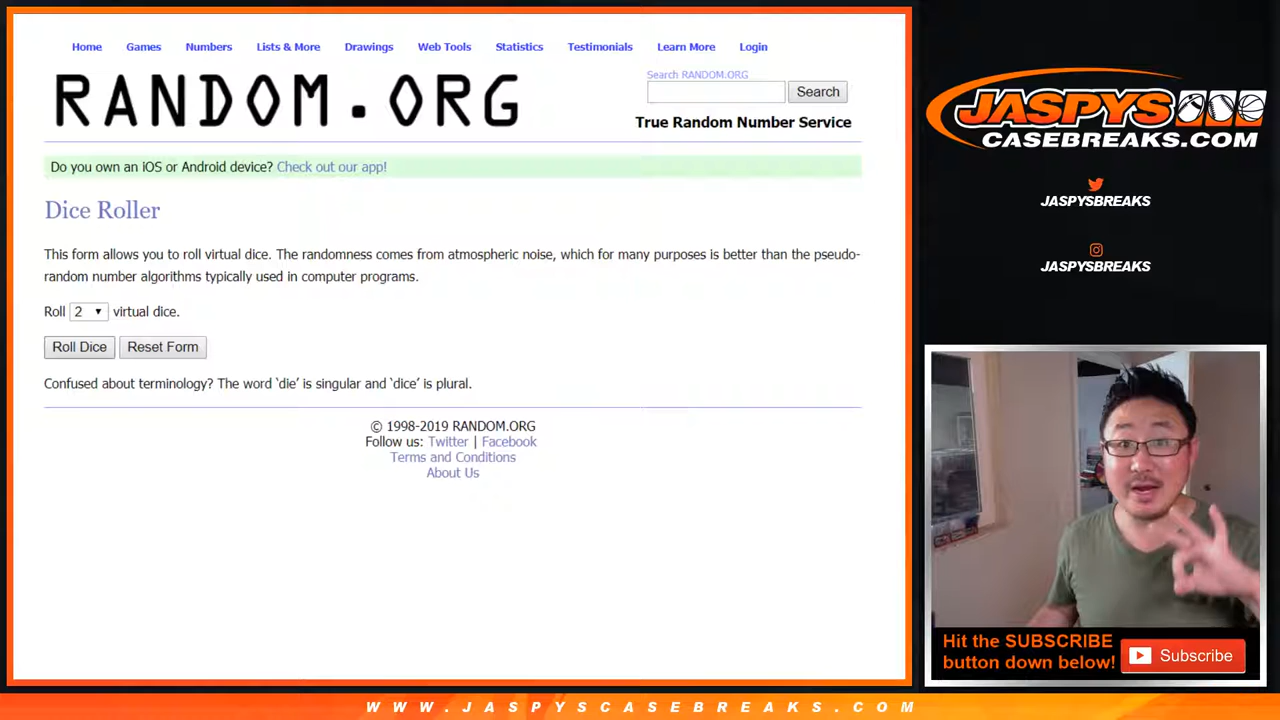 Home Games Numbers Lists & More Drawings Web Tools Statistics Testimonials Learn More Login
RANDOM.ORG
Search RANDOM.ORG
Search
True Random Number Service
Do you own an iOS or Android device? Check out our app!
Dice Roller
This form allows you to roll virtual dice. The randomness comes from atmospheric noise, which for many purposes is better than the pseudo-
random number algorithms typically used in computer programs.
Roll 2 virtual dice.
Roll Dice Reset Form
Confused about terminology? The word ‘die’ is singular and ‘dice’ is plural.
© 1998-2019 RANDOM.ORG
Follow us: Twitter | Facebook
Terms and Conditions
About Us
JASPYS
CASEBREAKS.COM
JASPYSBREAKS
JASPYSBREAKS
Hit the SUBSCRIBE
button down below!
Subscribe
WWW.JASPYSCASEBREAKS.COM